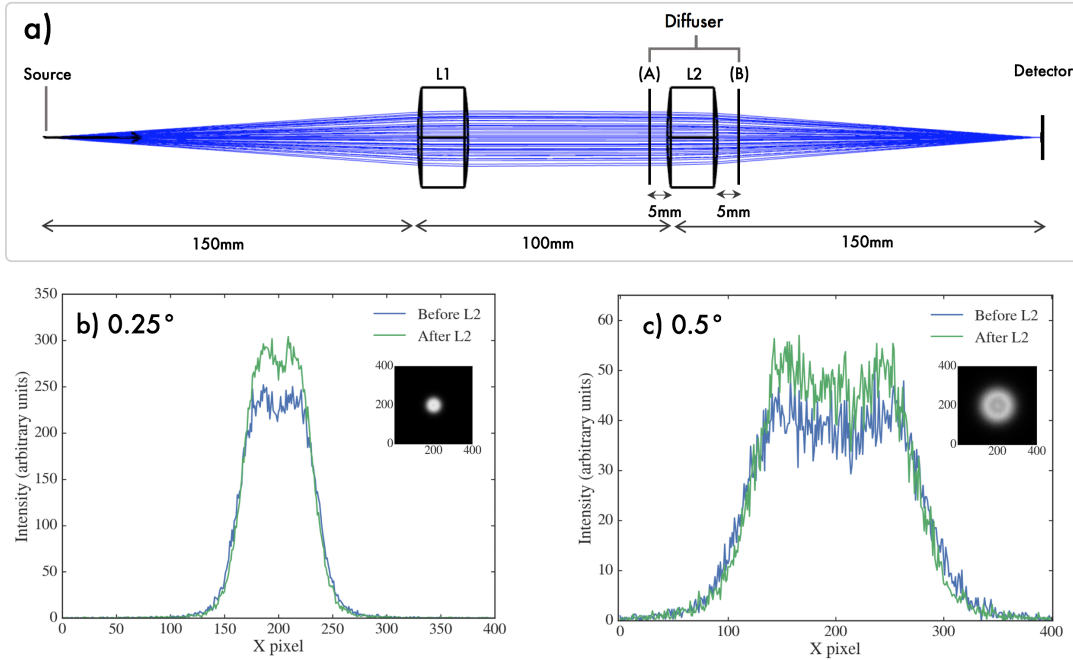 a)
Diffuser
Source
L1
(A)
L2
(B)
Detector
5mm
5mm
150mm
100mm
150mm
b) 0.25°
Before L2
After L2
Intensity (arbitrary units)
350
300
250
200
150
100
50
0
0 50 100 150 200 250 300 350 400
X pixel
400
200
0
200 400
c) 0.5°
Before L2
After L2
Intensity (arbitrary units)
60
50
40
30
20
10
0
0 100 200 300 400
X pixel
400
200
0
200 400